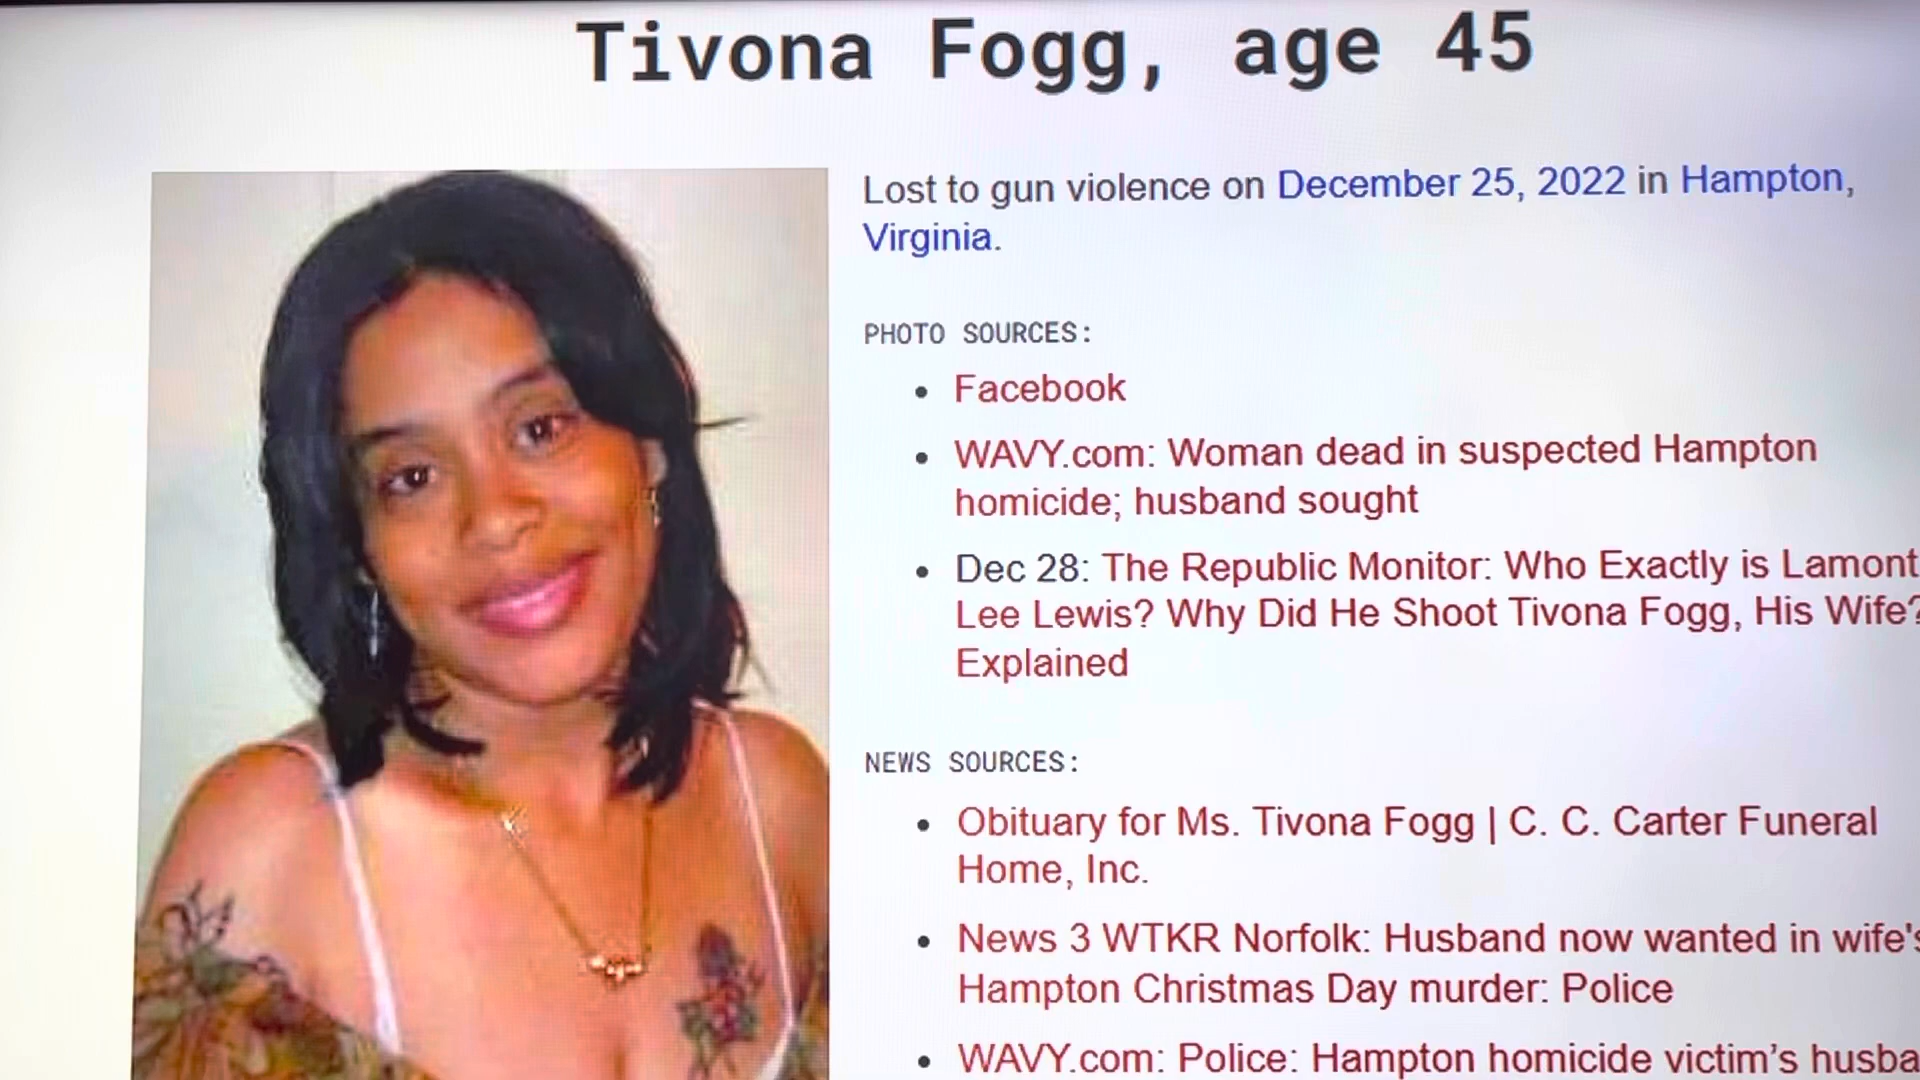 Tivona Fogg, age 45
Lost to gun violence on December 25, 2022 in Hampton,
Virginia.
PHOTO SOURCES:
• Facebook
• WAVY.com: Woman dead in suspected Hampton
homicide; husband sought
• Dec 28: The Republic Monitor: Who Exactly is Lamont
Lee Lewis? Why Did He Shoot Tivona Fogg, His Wife?
Explained
NEWS SOURCES:
• Obituary for Ms. Tivona Fogg | C. C. Carter Funeral
Home, Inc.
• News 3 WTKR Norfolk: Husband now wanted in wife's
Hampton Christmas Day murder: Police
• WAVY.com: Police: Hampton homicide victim's husba